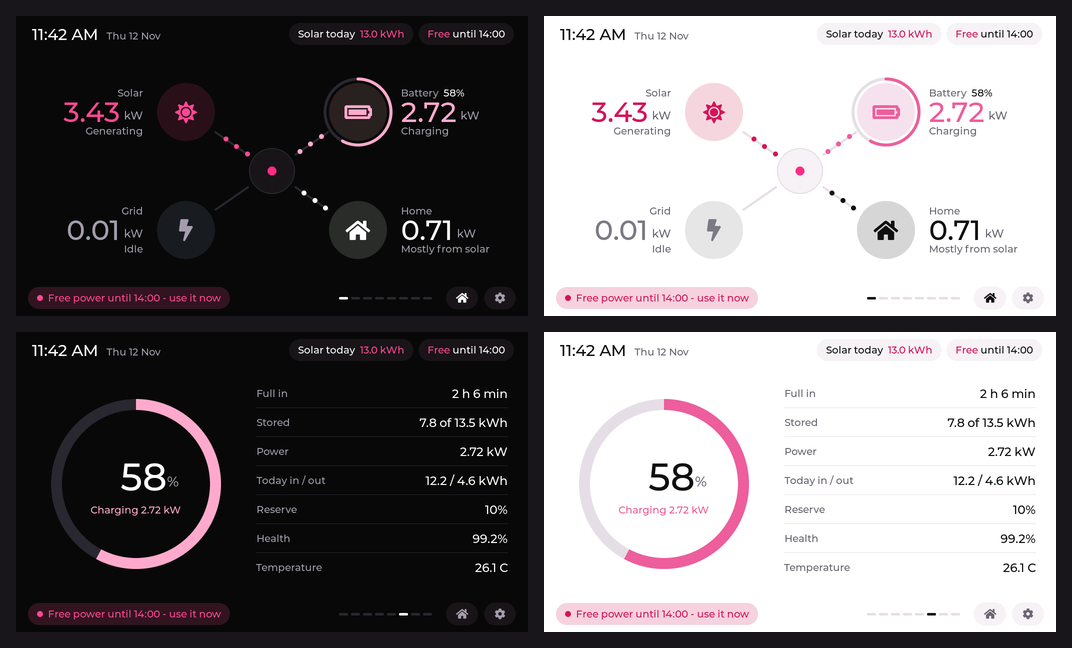 11:42 AM Thu 12 Nov
Solar today 13.0 kWh
Free until 14:00
Solar
3.43 kW
Generating
Battery 58%
2.72 kW
Charging
Grid
0.01 kW
Idle
Home
0.71 kW
Mostly from solar
Free power until 14:00 - use it now
11:42 AM Thu 12 Nov
Solar today 13.0 kWh
Free until 14:00
Solar
3.43 kW
Generating
Battery 58%
2.72 kW
Charging
Grid
0.01 kW
Idle
Home
0.71 kW
Mostly from solar
Free power until 14:00 - use it now
11:42 AM Thu 12 Nov
Solar today 13.0 kWh
Free until 14:00
58%
Charging 2.72 kW
Full in 2 h 6 min
Stored 7.8 of 13.5 kWh
Power 2.72 kW
Today in / out 12.2 / 4.6 kWh
Reserve 10%
Health 99.2%
Temperature 26.1 C
Free power until 14:00 - use it now
11:42 AM Thu 12 Nov
Solar today 13.0 kWh
Free until 14:00
58%
Charging 2.72 kW
Full in 2 h 6 min
Stored 7.8 of 13.5 kWh
Power 2.72 kW
Today in / out 12.2 / 4.6 kWh
Reserve 10%
Health 99.2%
Temperature 26.1 C
Free power until 14:00 - use it now